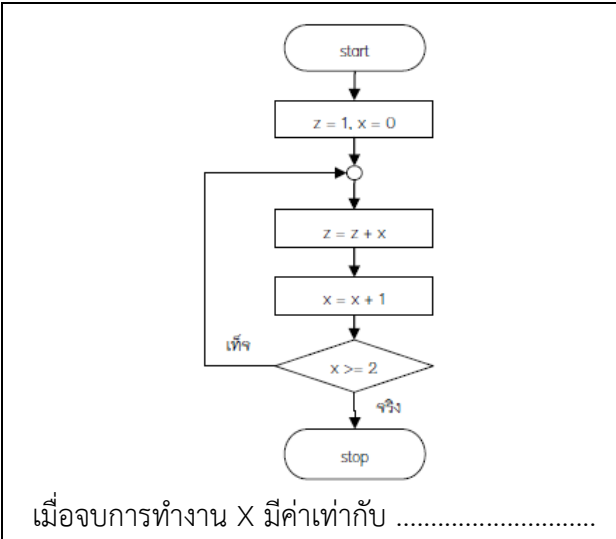 start
z = 1, x = 0
z = z + x
x = x + 1
เท็จ
x >= 2
จริง
stop
เมื่อจบการทำงาน X มีค่าเท่ากับ ............................